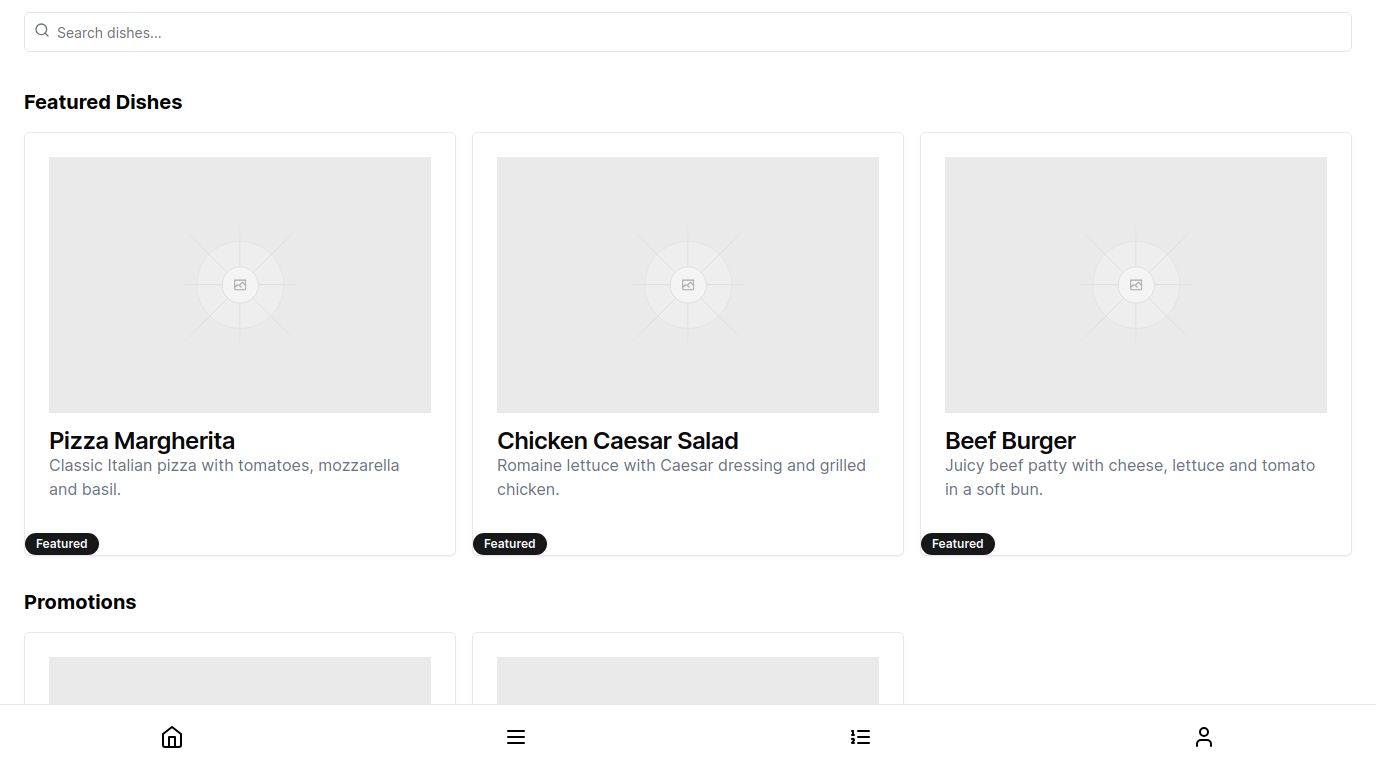 Search dishes...
Featured Dishes
Pizza Margherita
Classic Italian pizza with tomatoes, mozzarella
and basil.
Featured
Chicken Caesar Salad
Romaine lettuce with Caesar dressing and grilled
chicken.
Featured
Beef Burger
Juicy beef patty with cheese, lettuce and tomato
in a soft bun.
Featured
Promotions